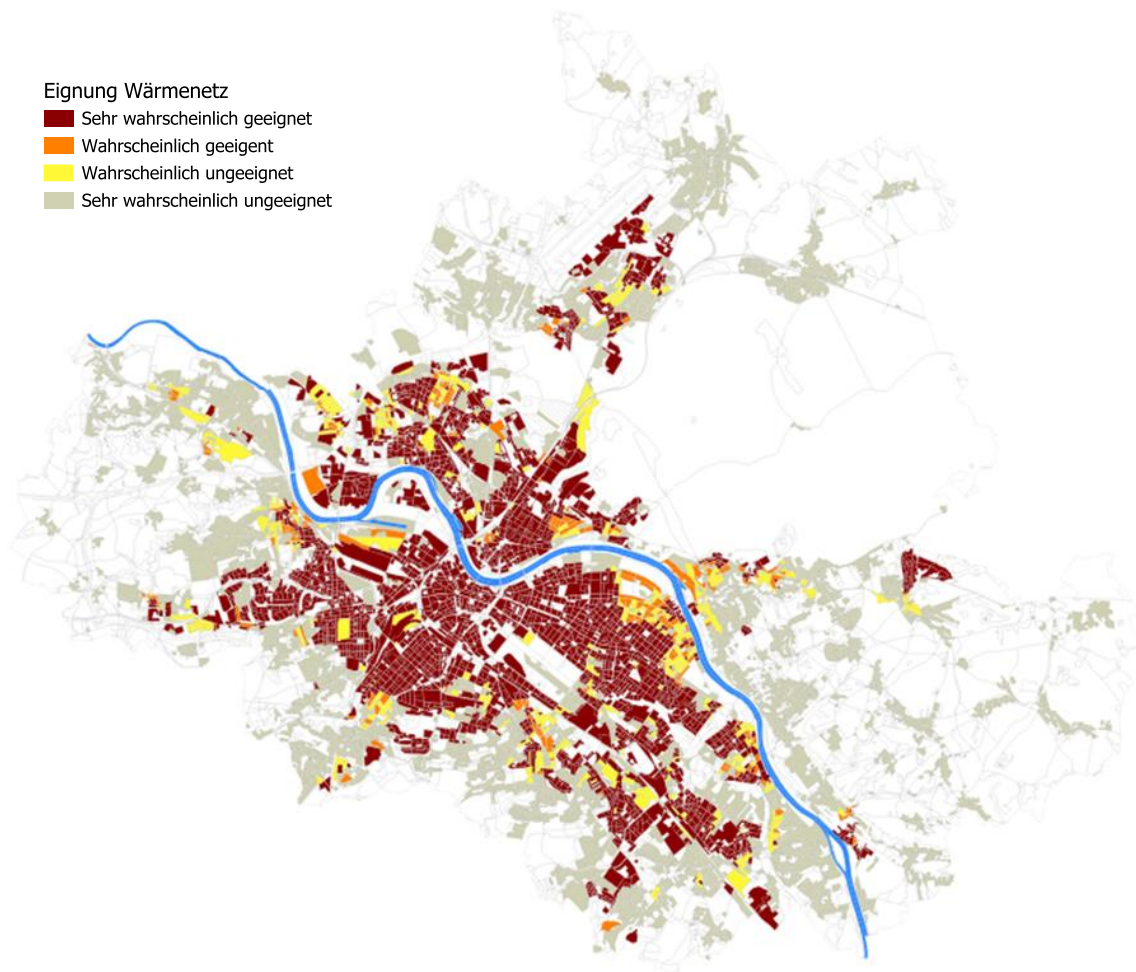 Eignung Wärmenetz
Sehr wahrscheinlich geeignet
Wahrscheinlich geeigent
Wahrscheinlich ungeeignet
Sehr wahrscheinlich ungeeignet